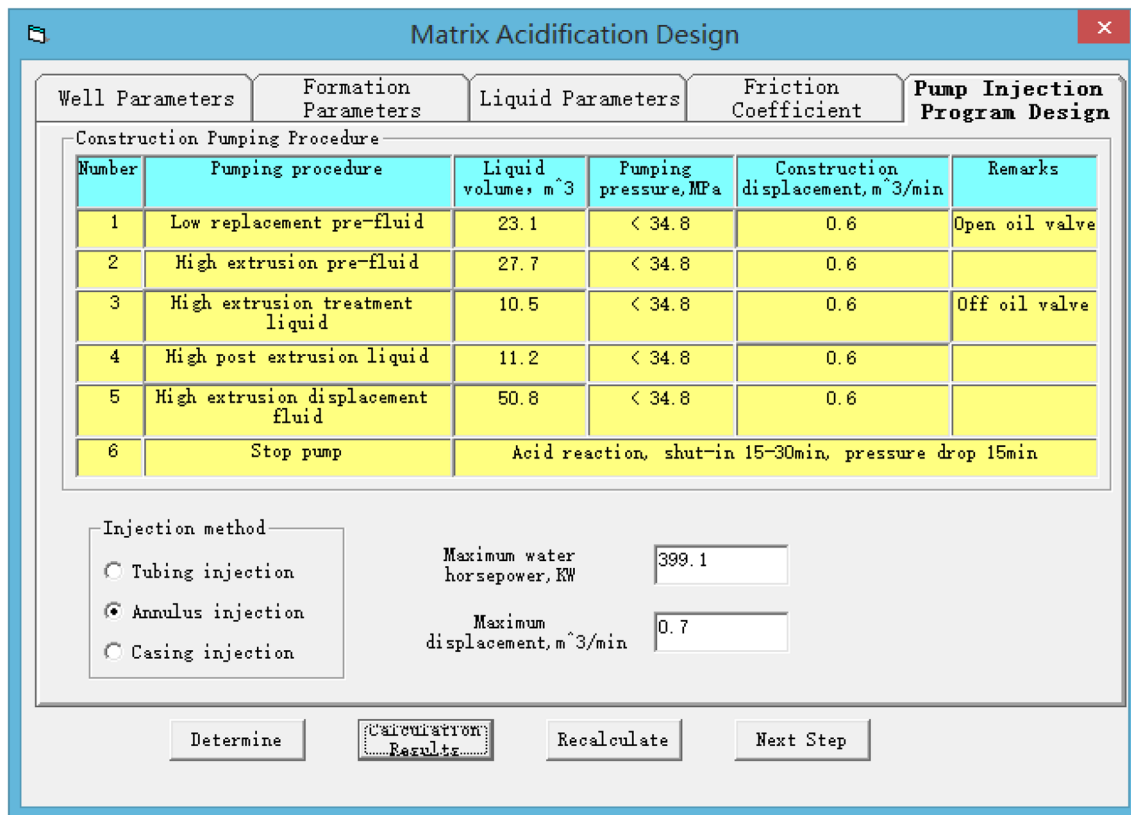 Matrix Acidification Design
Well Parameters
Formation
Parameters
Liquid Parameters
Friction
Coefficient
Pump Injection
Program Design
Construction Pumping Procedure
Number
Pumping procedure
Liquid
volume, m^3
Pumping
pressure,MPa
Construction
displacement,m^3/min
Remarks
1
Low replacement pre-fluid
23.1
< 34.8
0.6
Open oil valve
2
High extrusion pre-fluid
27.7
< 34.8
0.6
3
High extrusion treatment
liquid
10.5
< 34.8
0.6
Off oil valve
4
High post extrusion liquid
11.2
< 34.8
0.6
5
High extrusion displacement
fluid
50.8
< 34.8
0.6
6
Stop pump
Acid reaction, shut-in 15-30min, pressure drop 15min
Injection method
Tubing injection
Annulus injection
Casing injection
Maximum water
horsepower,KW
399.1
Maximum
displacement,m^3/min
0.7
Determine
Calculation
Results
Recalculate
Next Step